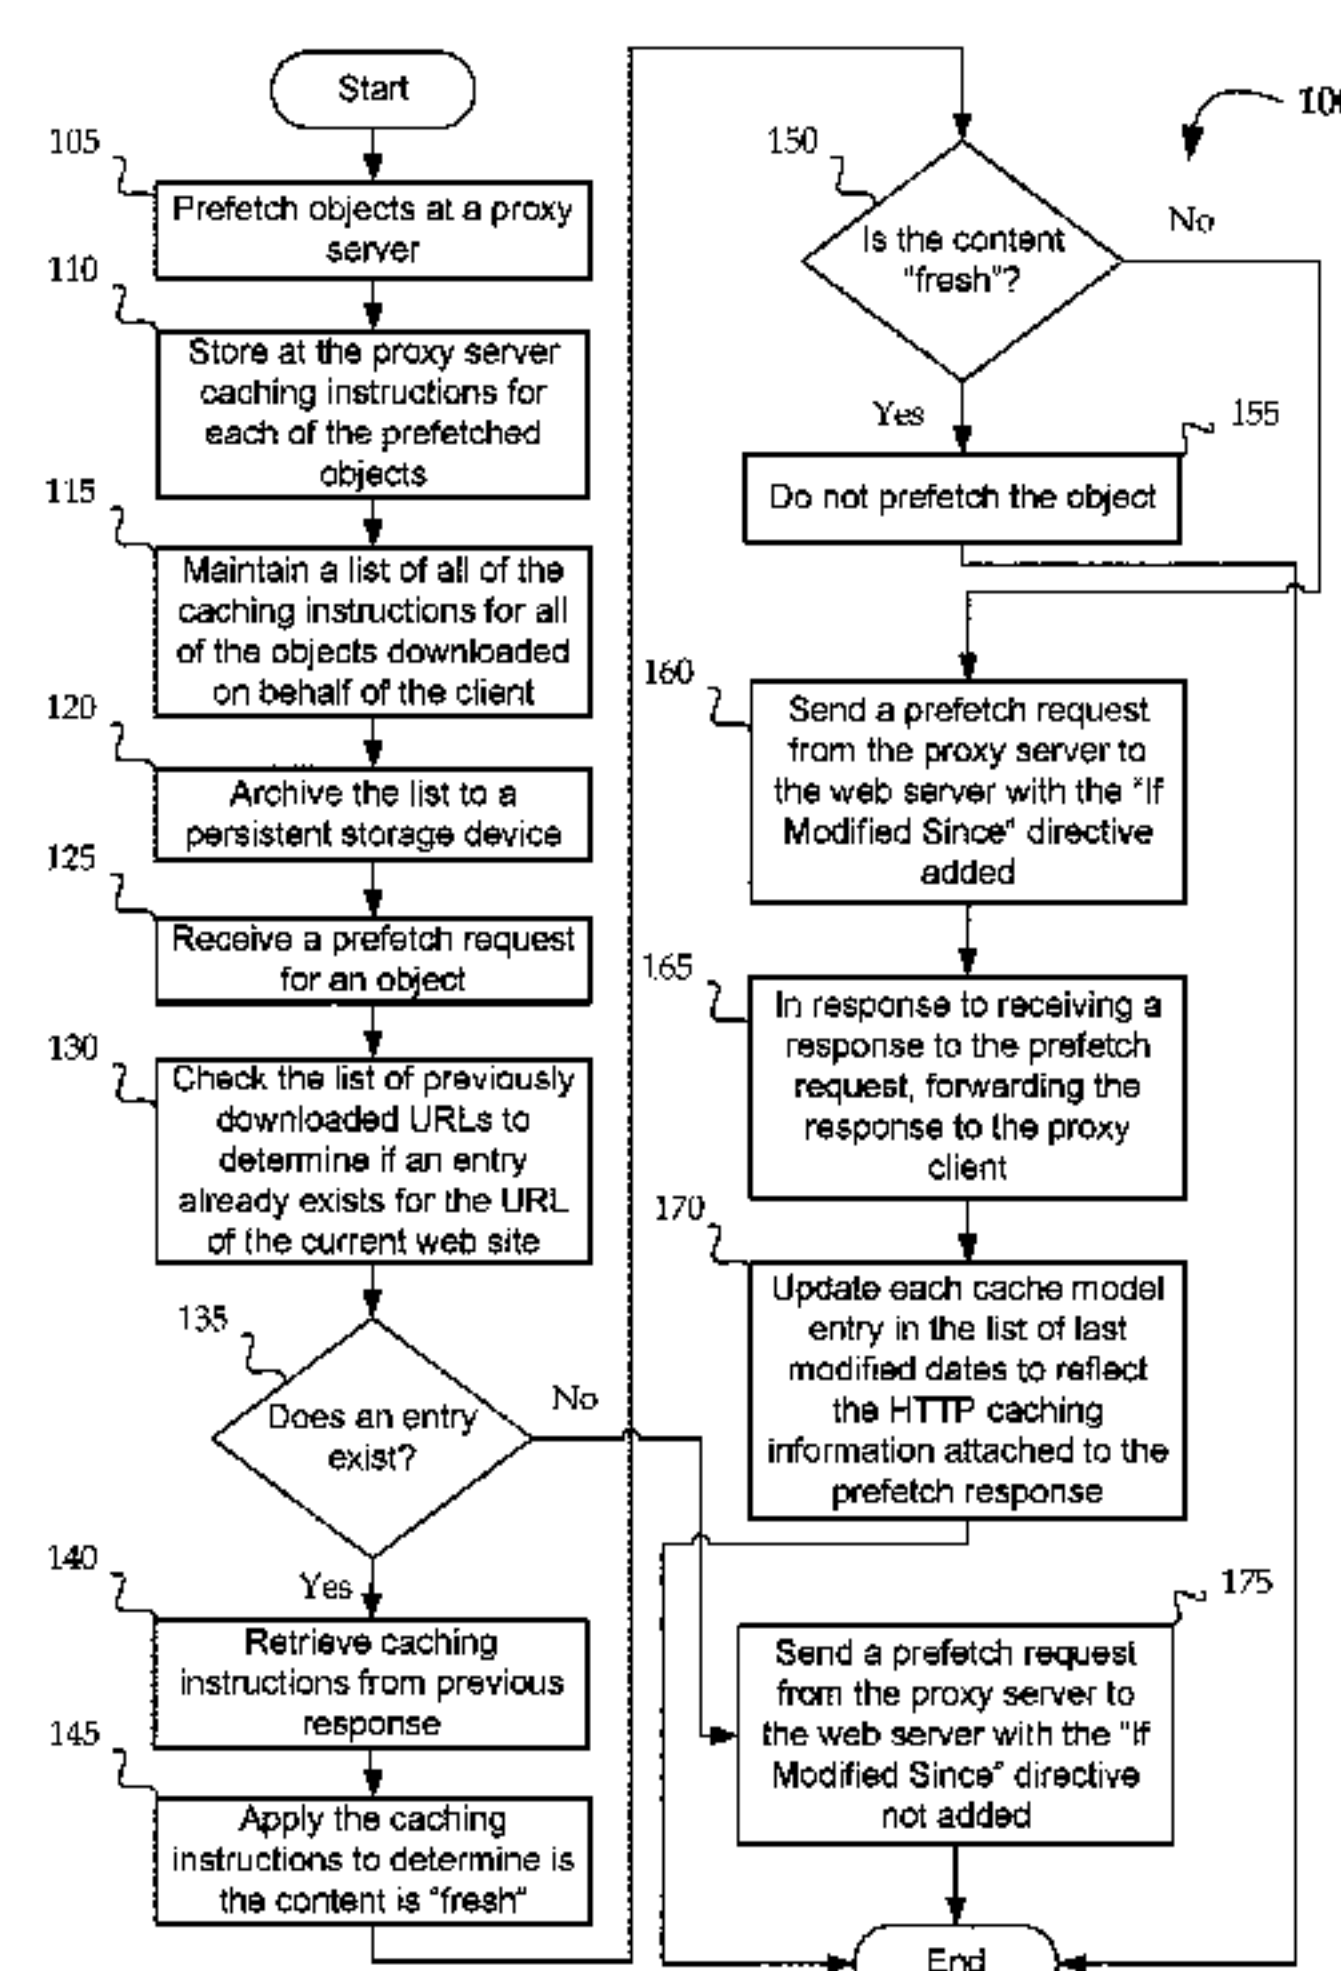 Start
105
Prefetch objects at a proxy
server
110
Store at the proxy server
caching instructions for
each of the prefetched
objects
115
Maintain a list of all of the
caching instructions for all
of the objects downloaded
on behalf of the client
120
Archive the list to a
persistent storage device
125
Receive a prefetch request
for an object
130
Check the list of previously
downloaded URLs to
determine if an entry
already exists for the URL
of the current web site
135
Does an entry
exist?
No
Yes
140
Retrieve caching
instructions from previous
response
145
Apply the caching
instructions to determine is
the content is "fresh"
150
Is the content
"fresh"?
No
Yes
155
Do not prefetch the object
160
Send a prefetch request
from the proxy server to
the web server with the "If
Modified Since" directive
added
165
In response to receiving a
response to the prefetch
request, forwarding the
response to the proxy
client
170
Update each cache model
entry in the list of last
modified dates to reflect
the HTTP caching
information attached to the
prefetch response
175
Send a prefetch request
from the proxy server to
the web server with the "If
Modified Since" directive
not added
End